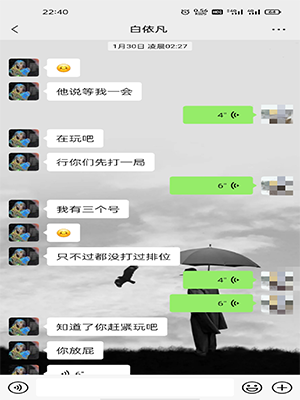 22:40
白依凡
1月30日 凌晨02:27
他说等我一会
4"
在玩吧
行你们先打一局
6"
我有三个号
只不过都没打过排位
4"
6"
知道了你赶紧玩吧
你放屁
6"